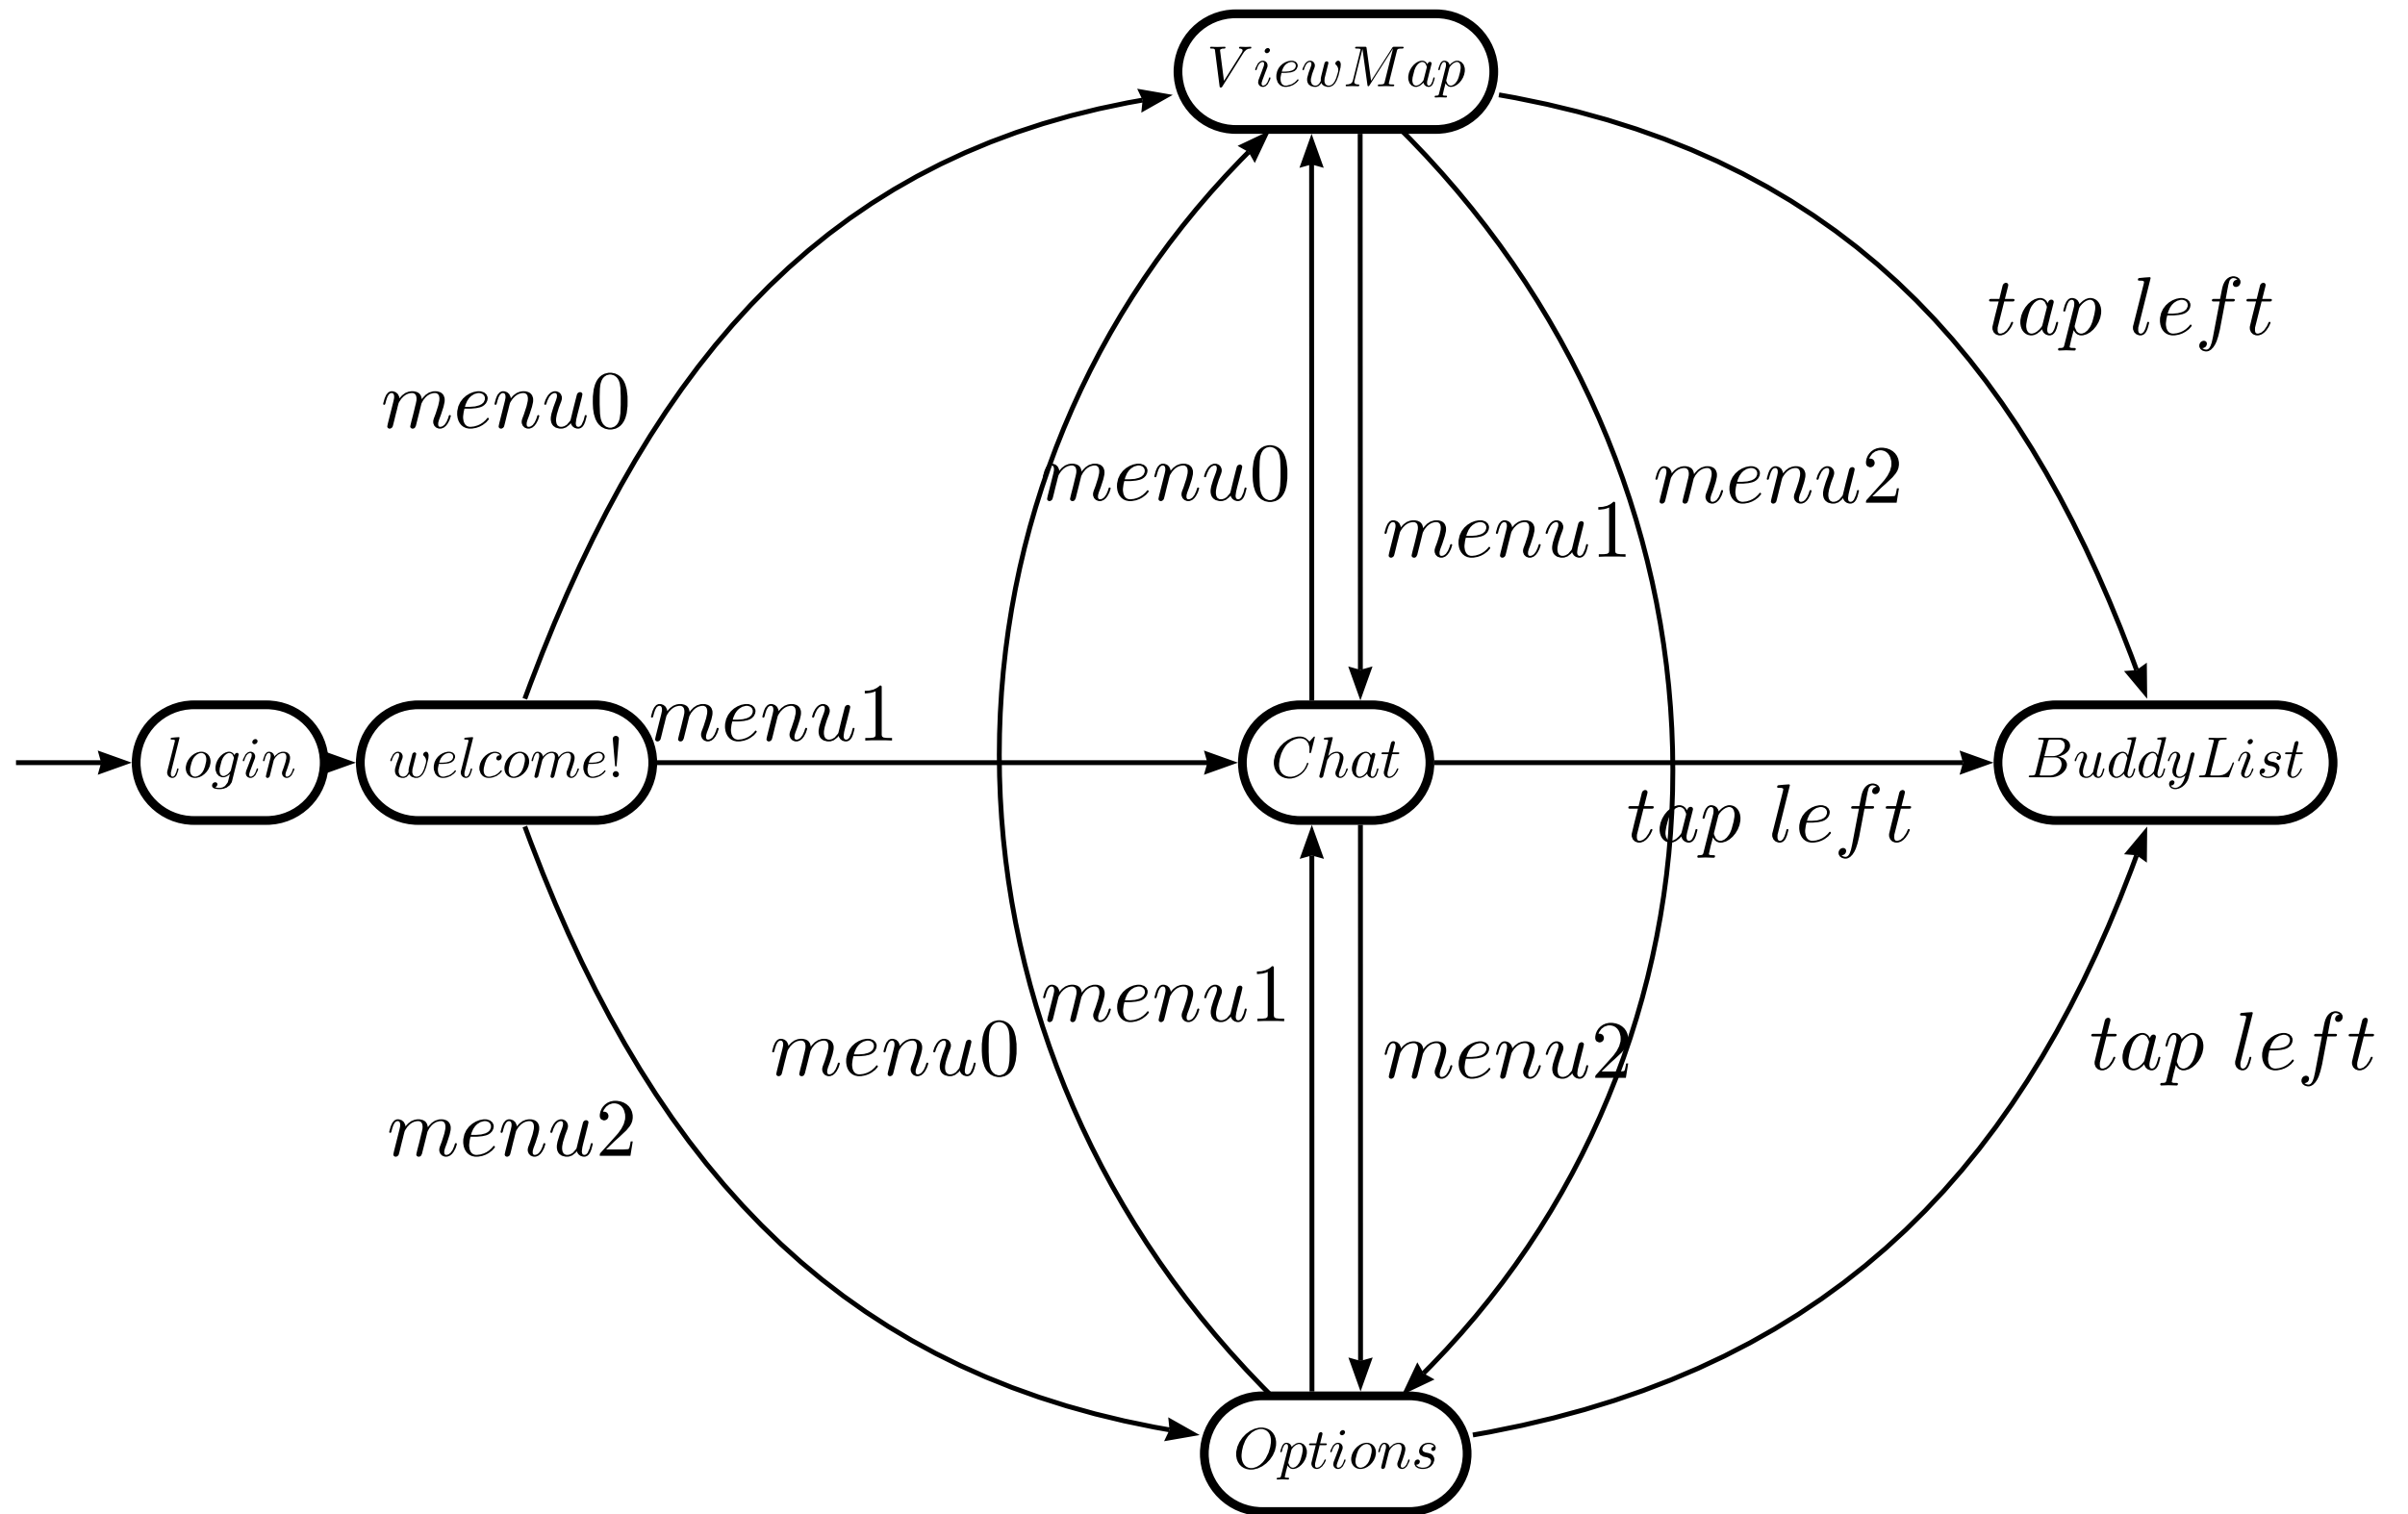 ViewMap
tap left
menu0
menu0
menu2
menu1
menu1
login
welcome!
Chat
BuddyList
tap left
menu1
menu0
menu2
tap left
menu2
Options